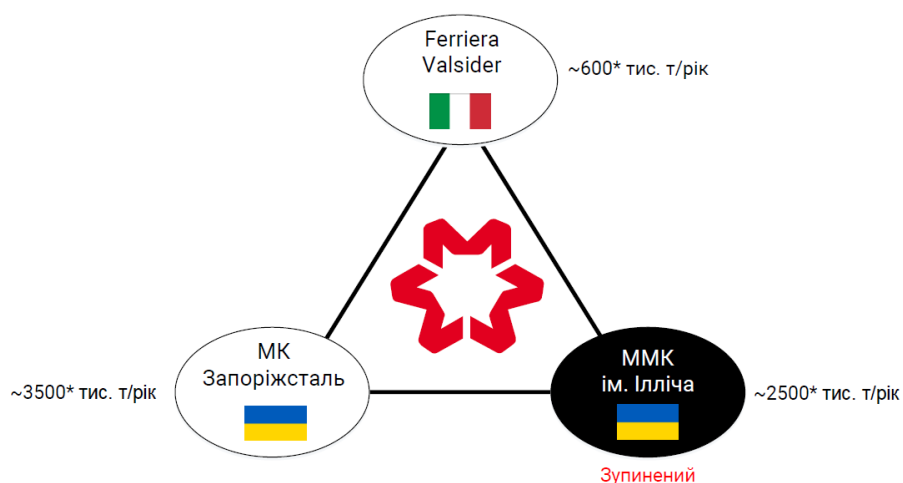 Ferriera
Valsider
~600* тис. т/рік
МК
Запоріжсталь
~3500* тис. т/рік
ММК
ім. Ілліча
~2500* тис. т/рік
Зупинений